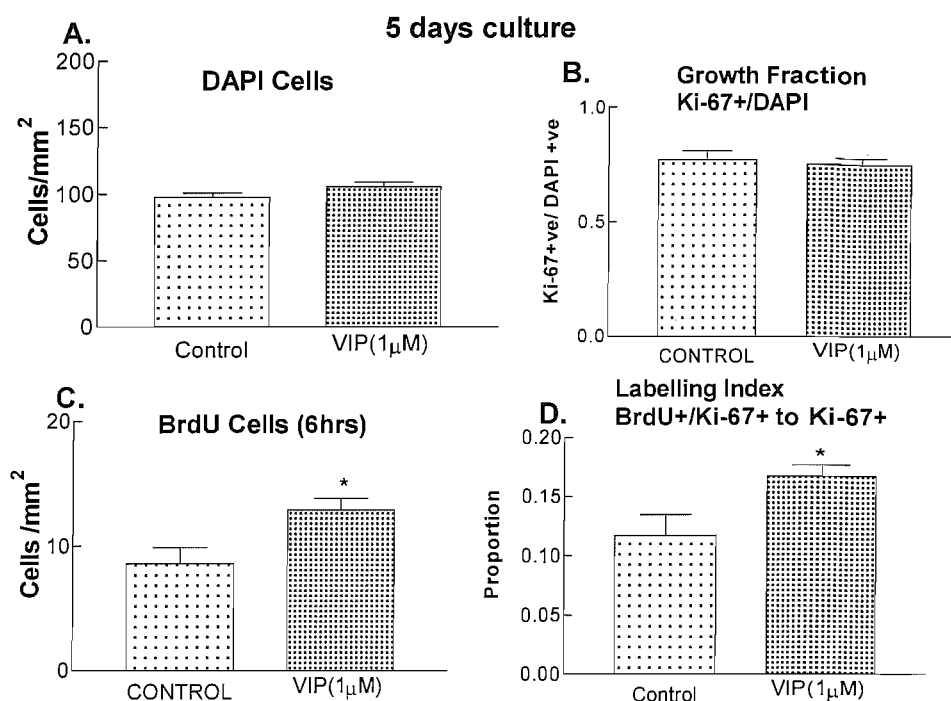 5 days culture
A.
DAPI Cells
Cells/mm²
200
150
100
50
0
Control
VIP(1μM)
B.
Growth Fraction
Ki-67+/DAPI
Ki-67+ve/ DAPI +ve
1.0
0.5
0.0
CONTROL
VIP(1μM)
C.
BrdU Cells (6hrs)
Cells /mm²
20
10
0
*
CONTROL
VIP(1μM)
D.
Labelling Index
BrdU+/Ki-67+ to Ki-67+
Proportion
0.20
0.15
0.10
0.05
0.00
*
Control
VIP(1μM)